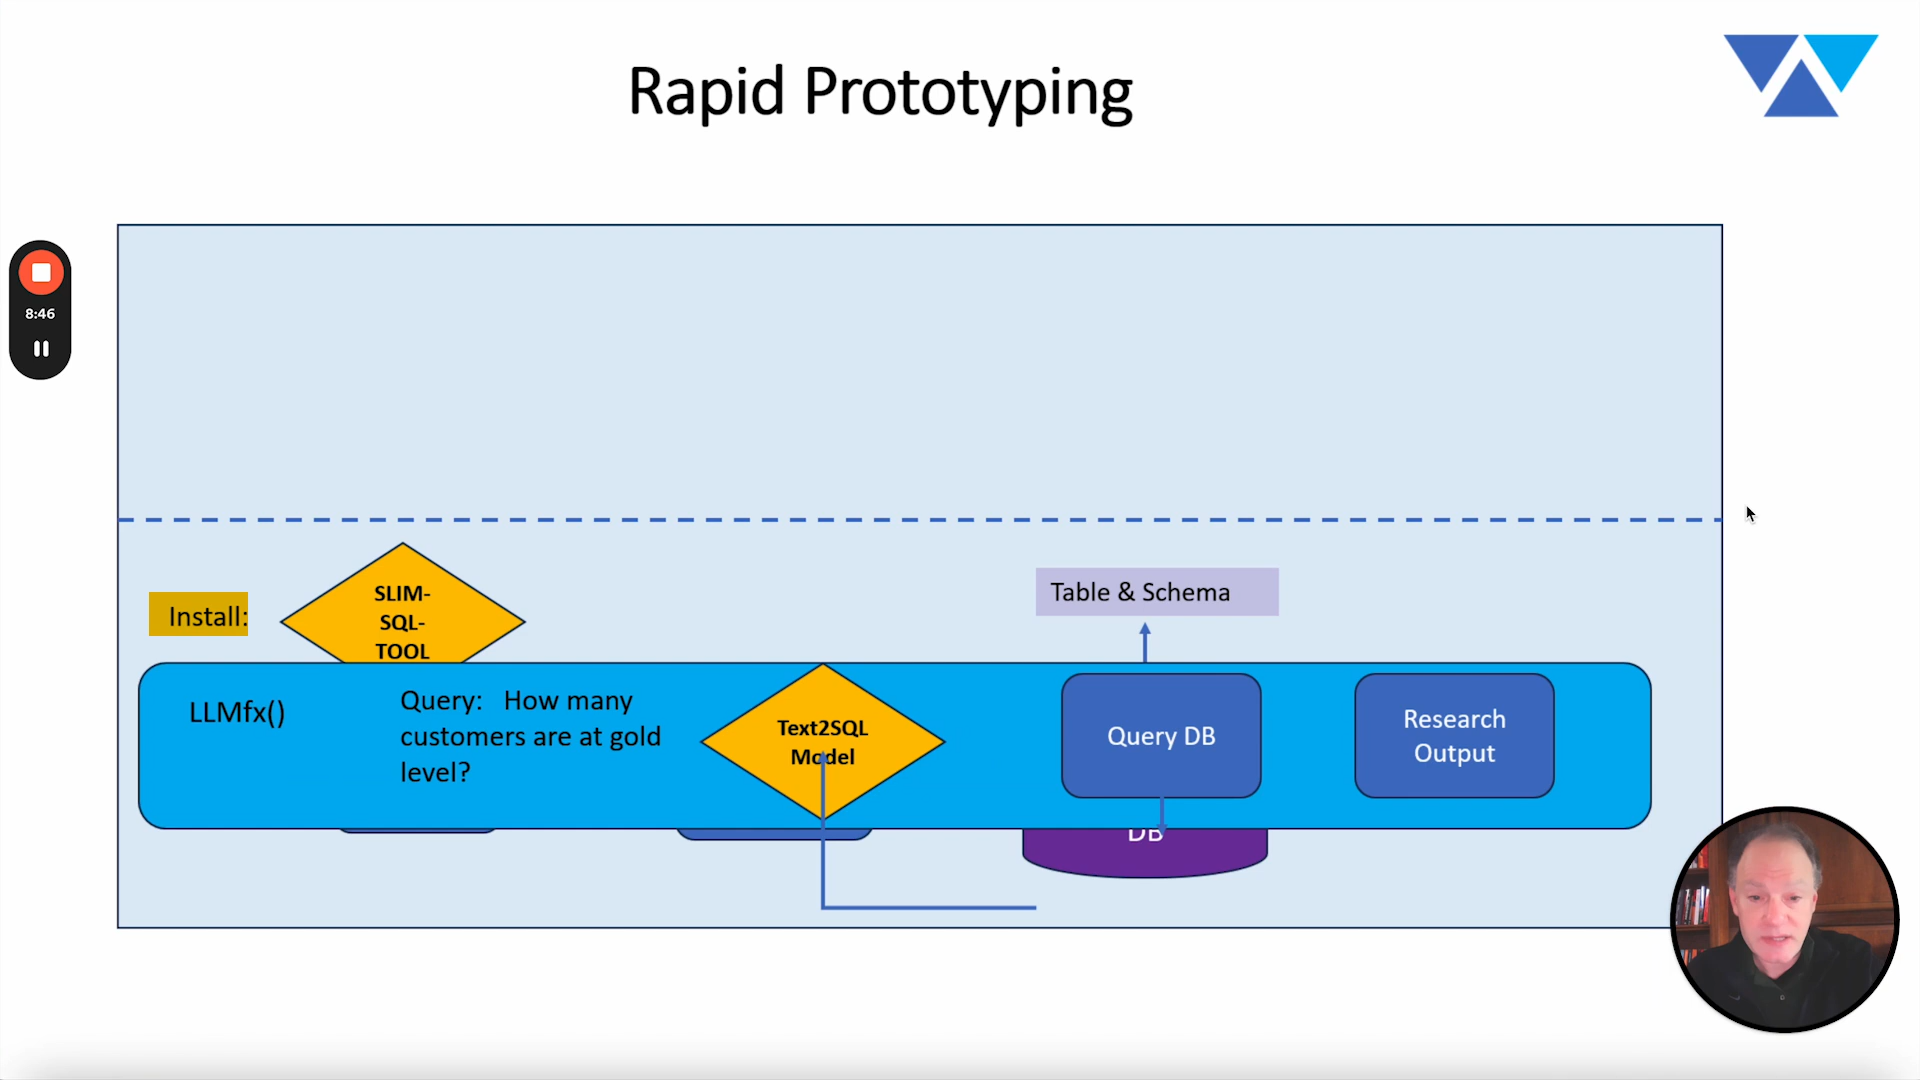 Rapid Prototyping
8:46
Install:
SLIM-
SQL-
TOOL
Table & Schema
LLMfx()
Query: How many
customers are at gold
level?
Text2SQL
Model
Query DB
Research
Output
DB